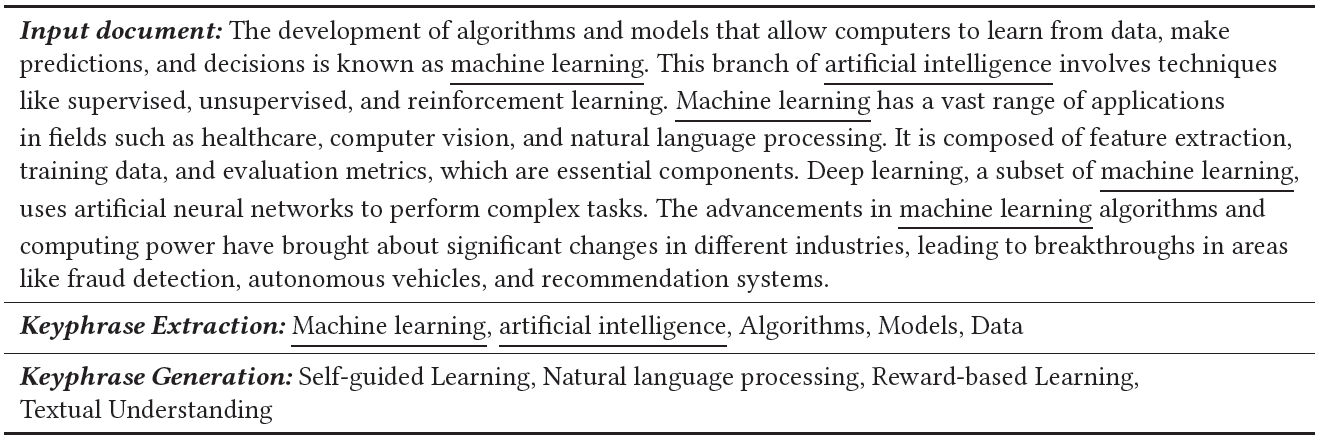 Input document: The development of algorithms and models that allow computers to learn from data, make
predictions, and decisions is known as machine learning. This branch of artificial intelligence involves techniques
like supervised, unsupervised, and reinforcement learning. Machine learning has a vast range of applications
in fields such as healthcare, computer vision, and natural language processing. It is composed of feature extraction,
training data, and evaluation metrics, which are essential components. Deep learning, a subset of machine learning,
uses artificial neural networks to perform complex tasks. The advancements in machine learning algorithms and
computing power have brought about significant changes in different industries, leading to breakthroughs in areas
like fraud detection, autonomous vehicles, and recommendation systems.
Keyphrase Extraction: Machine learning, artificial intelligence, Algorithms, Models, Data
Keyphrase Generation: Self-guided Learning, Natural language processing, Reward-based Learning,
Textual Understanding